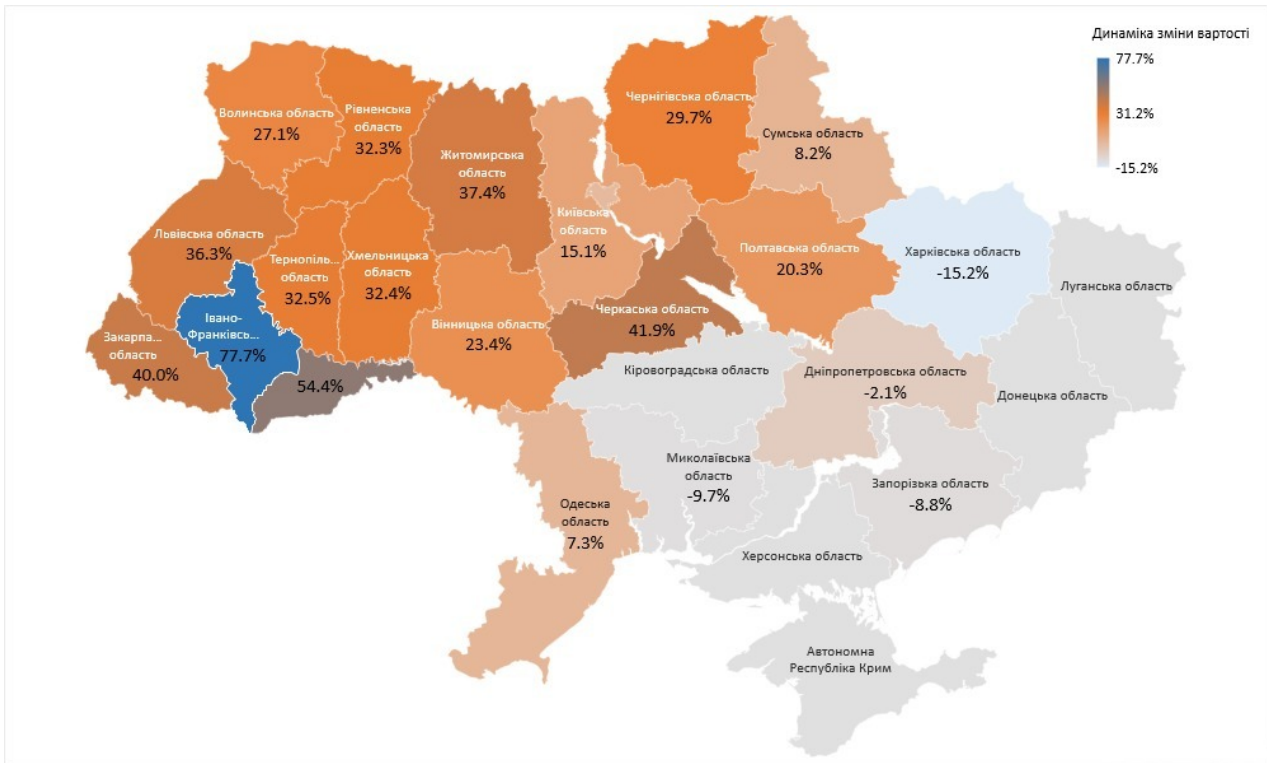 Динаміка зміни вартості
77.7%
31.2%
-15.2%
Волинська область
27.1%
Рівненська
область
32.3%
Житомирська
область
37.4%
Чернігівська область
29.7%
Сумська область
8.2%
Київська
область
15.1%
Львівська область
36.3%
Тернопіль...
область
32.5%
Хмельницька
область
32.4%
Полтавська область
20.3%
Харківська область
-15.2%
Луганська область
Закарпа...
область
40.0%
Івано-
Франківсь...
77.7%
54.4%
Вінницька область
23.4%
Черкаська область
41.9%
Кіровоградська область
Дніпропетровська область
-2.1%
Донецька область
Миколаївська
область
-9.7%
Запорізька область
-8.8%
Одеська
область
7.3%
Херсонська область
Автономна
Республіка Крим